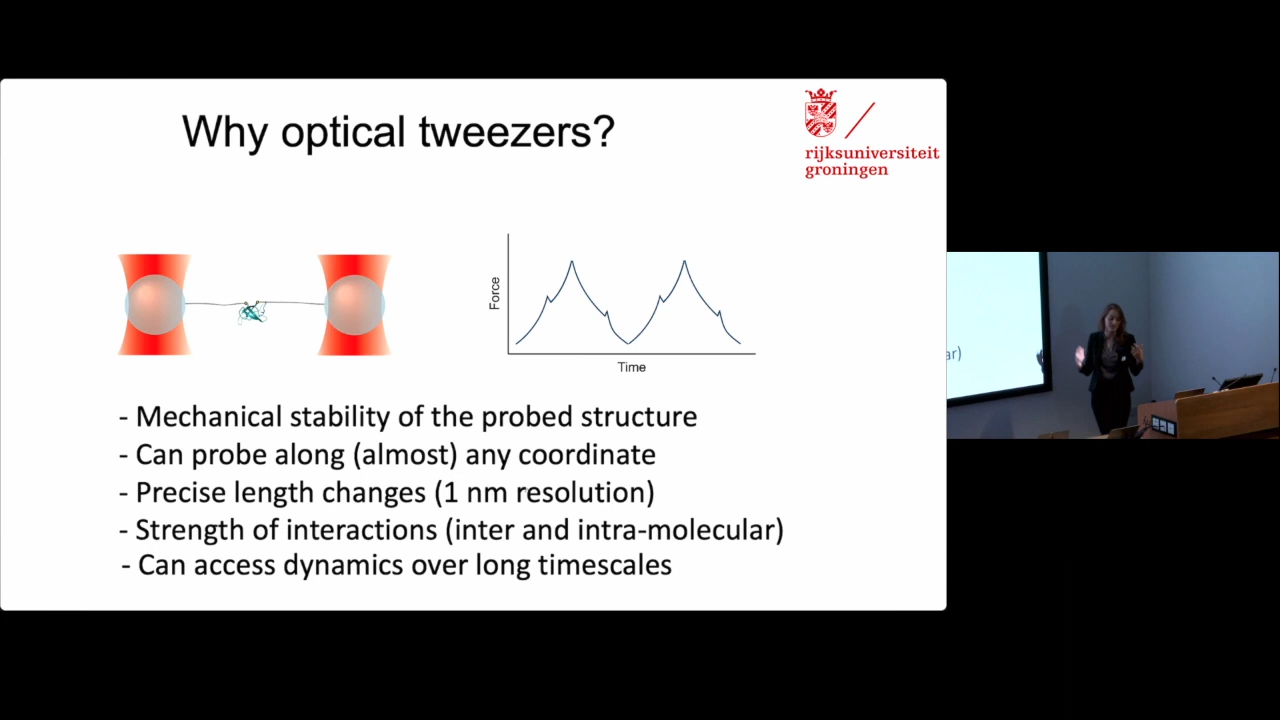 Why optical tweezers?
rijksuniversiteit
groningen
Force
Time
- Mechanical stability of the probed structure
- Can probe along (almost) any coordinate
- Precise length changes (1 nm resolution)
- Strength of interactions (inter and intra-molecular)
- Can access dynamics over long timescales
ar)